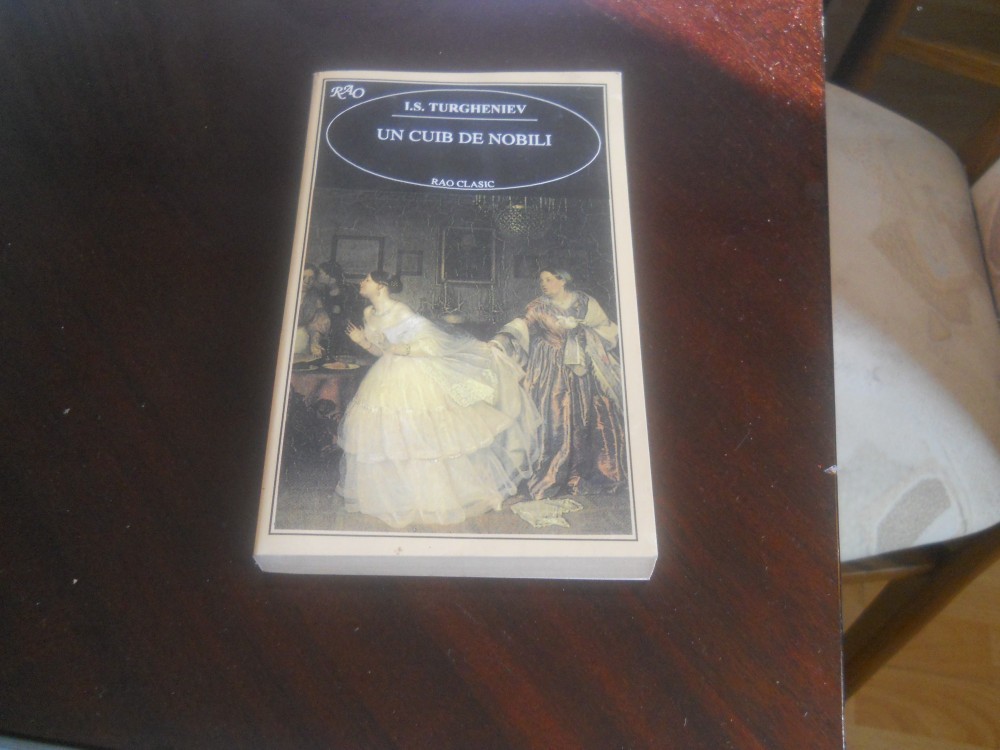 RAO
I.S. TURGHENIEV
UN CUIB DE NOBILI
RAO CLASIC